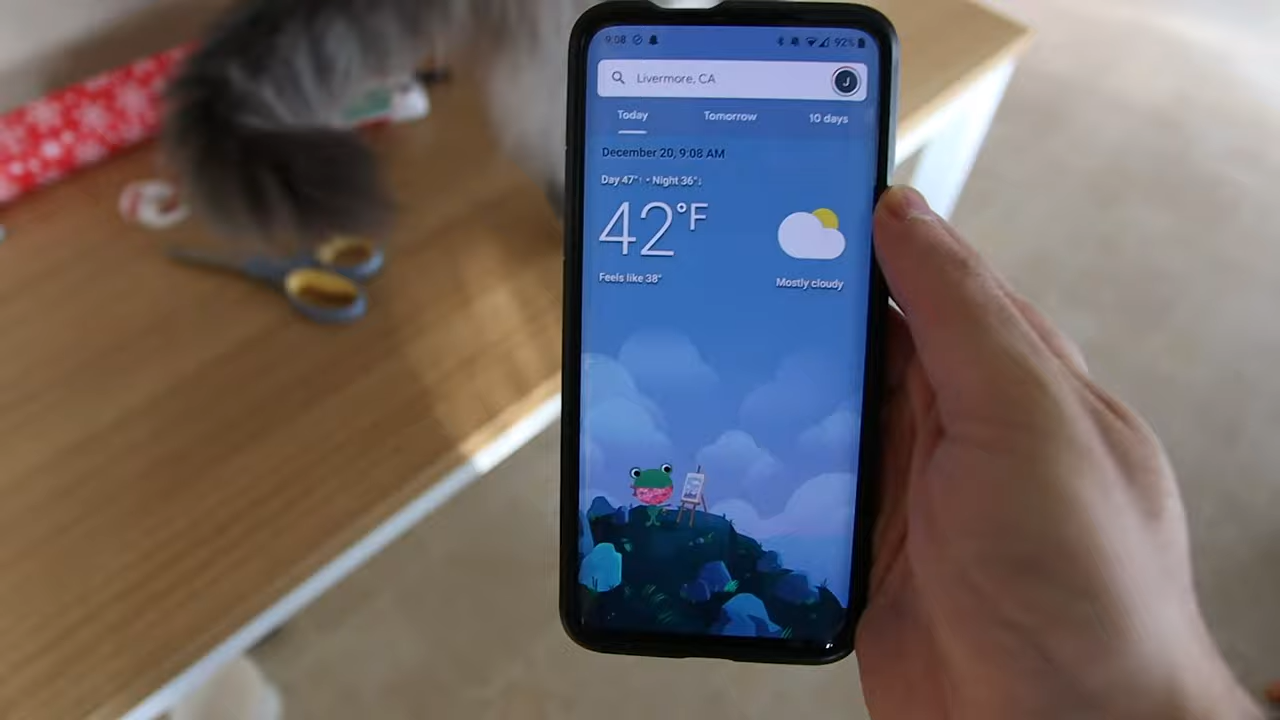 9:08 92%
Livermore, CA J
Today Tomorrow 10 days
December 20, 9:08 AM
Day 47°↑ • Night 36°↓
42°F
Feels like 38° Mostly cloudy